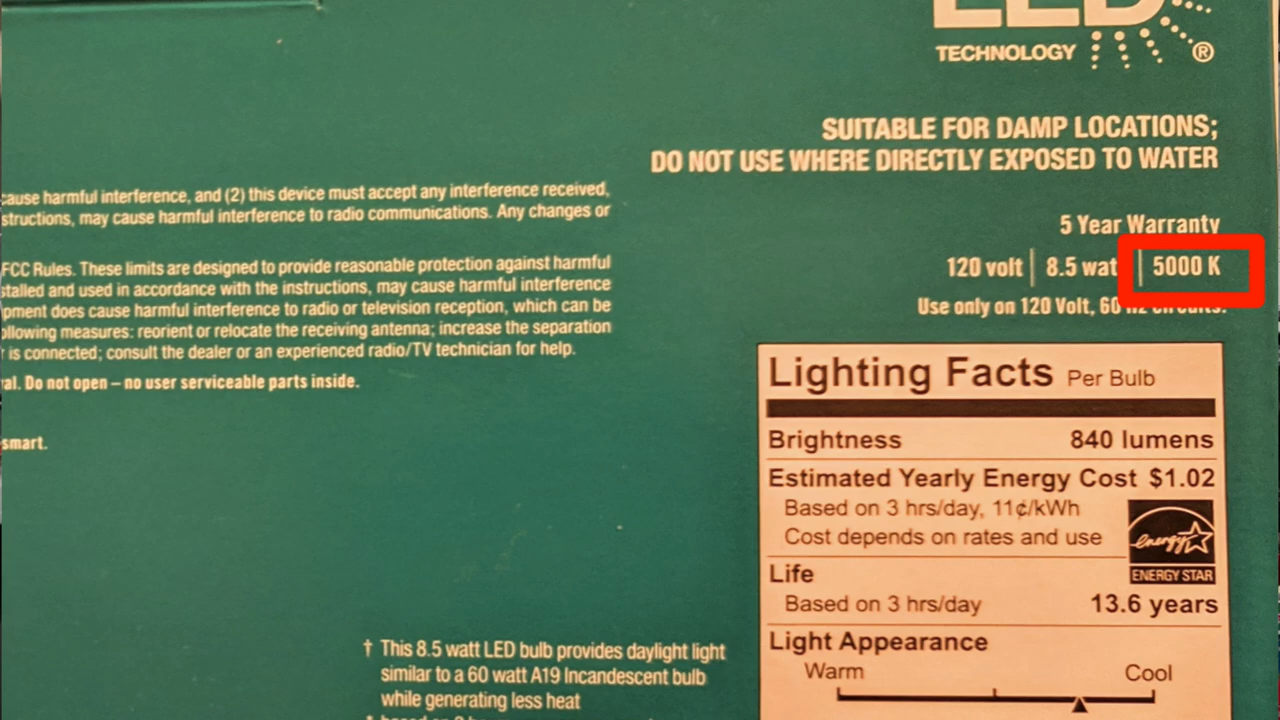 LED
TECHNOLOGY ®
SUITABLE FOR DAMP LOCATIONS;
DO NOT USE WHERE DIRECTLY EXPOSED TO WATER
cause harmful interference, and (2) this device must accept any interference received,
structions, may cause harmful interference to radio communications. Any changes or
5 Year Warranty
120 volt | 8.5 wat | 5000 K
Use only on 120 Volt, 60 Hz circuits.
FCC Rules. These limits are designed to provide reasonable protection against harmful
stalled and used in accordance with the instructions, may cause harmful interference
pment does cause harmful interference to radio or television reception, which can be
ollowing measures: reorient or relocate the receiving antenna; increase the separation
is connected; consult the dealer or an experienced radio/TV technician for help.
al. Do not open – no user serviceable parts inside.
smart.
Lighting Facts Per Bulb
Brightness 840 lumens
Estimated Yearly Energy Cost $1.02
Based on 3 hrs/day, 11¢/kWh
Cost depends on rates and use
energy
ENERGY STAR
Life
Based on 3 hrs/day 13.6 years
Light Appearance
Warm Cool
† This 8.5 watt LED bulb provides daylight light
similar to a 60 watt A19 Incandescent bulb
while generating less heat